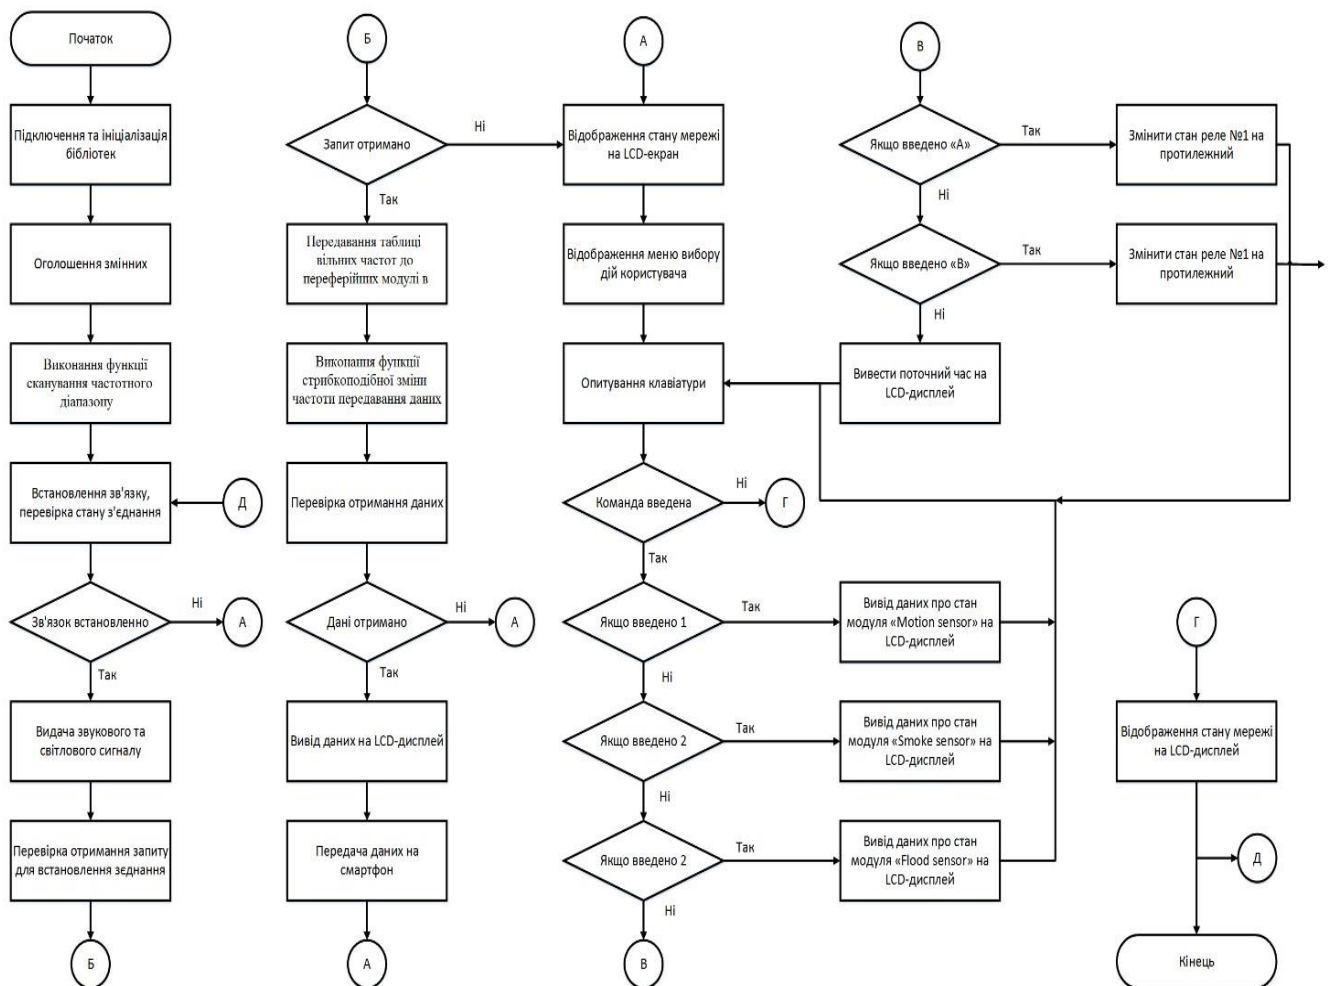 Початок
Підключення та ініціалізація
бібліотек
Оголошення змінних
Виконання функції
сканування частотного
діапазону
Встановлення зв'язку,
перевірка стану з'єднання
Д
Зв'язок встановленно
Ні
А
Так
Видача звукового та
світлового сигналу
Перевірка отримання запиту
для встановлення зєднання
Б
Б
Запит отримано
Ні
Так
Передавання таблиці
вільних частот до
переферійних модулі в
Виконання функції
стрибкоподібної зміни
частоти передавання даних
Перевірка отримання даних
Дані отримано
Ні
А
Так
Вивід даних на LCD-дисплей
Передача даних на
смартфон
А
А
Відображення стану мережі
на LCD-екран
Відображення меню вибору
дій користувача
Опитування клавіатури
Команда введена
Ні
Г
Так
Якщо введено 1
Так
Вивід даних про стан
модуля «Motion sensor» на
LCD-дисплей
Ні
Якщо введено 2
Так
Вивід даних про стан
модуля «Smoke sensor» на
LCD-дисплей
Ні
Якщо введено 2
Так
Вивід даних про стан
модуля «Flood sensor» на
LCD-дисплей
Ні
В
В
Якщо введено «А»
Так
Змінити стан реле №1 на
протилежний
Ні
Якщо введено «В»
Так
Змінити стан реле №1 на
протилежний
Ні
Вивести поточний час на
LCD-дисплей
Г
Відображення стану мережі
на LCD-дисплей
Д
Кінець